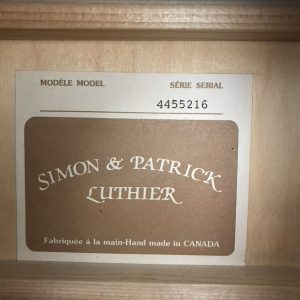 MODÈLE MODEL SÉRIE SERIAL
4455216
SIMON & PATRICK
LUTHIER
Fabriquée à la main-Hand made in CANADA